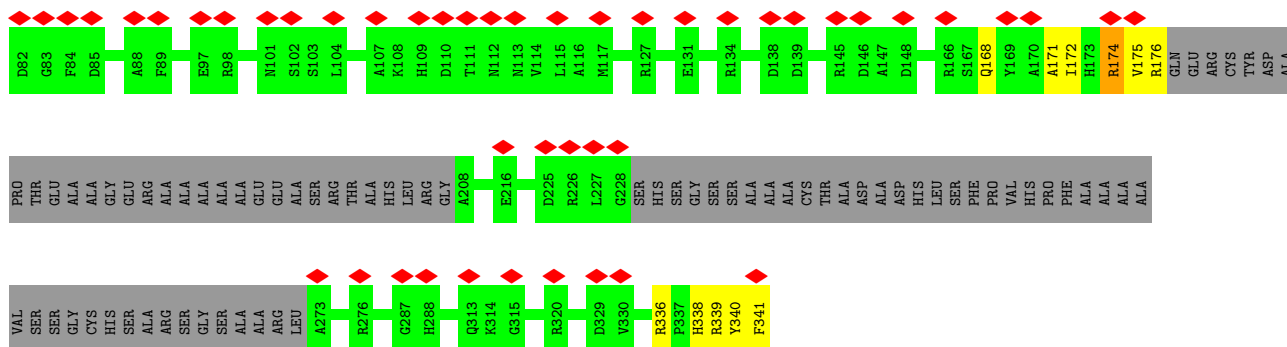 D82 G83 F84 D85 A88 F89 E97 R98 N101 S102 S103 L104 A107 K108 H109 D110 T111 N112 N113 V114 L115 A116 M117 R127 E131 R134 D138 D139 R145 D146 A147 D148 R166 S167 Q168 Y169 A170 A171 I172 H173 R174 V175 R176 GLN GLU ARG CYS TYR ASP ALA
PRO THR GLU ALA ALA GLY GLU ARG ALA ALA ALA ALA ALA GLU GLU ALA SER ARG THR ALA HIS LEU ARG GLY A208 E216 D225 R226 L227 G228 SER HIS SER GLY SER SER ALA ALA ALA ALA CYS THR ALA ASP ALA ASP HIS LEU SER PHE PRO VAL HIS PRO PHE ALA ALA ALA ALA
VAL SER SER GLY CYS HIS SER ALA ARG SER GLY SER ALA ALA ARG LEU A273 R276 G287 H288 Q313 K314 G315 R320 D329 V330 R336 P337 H338 R339 Y340 F341